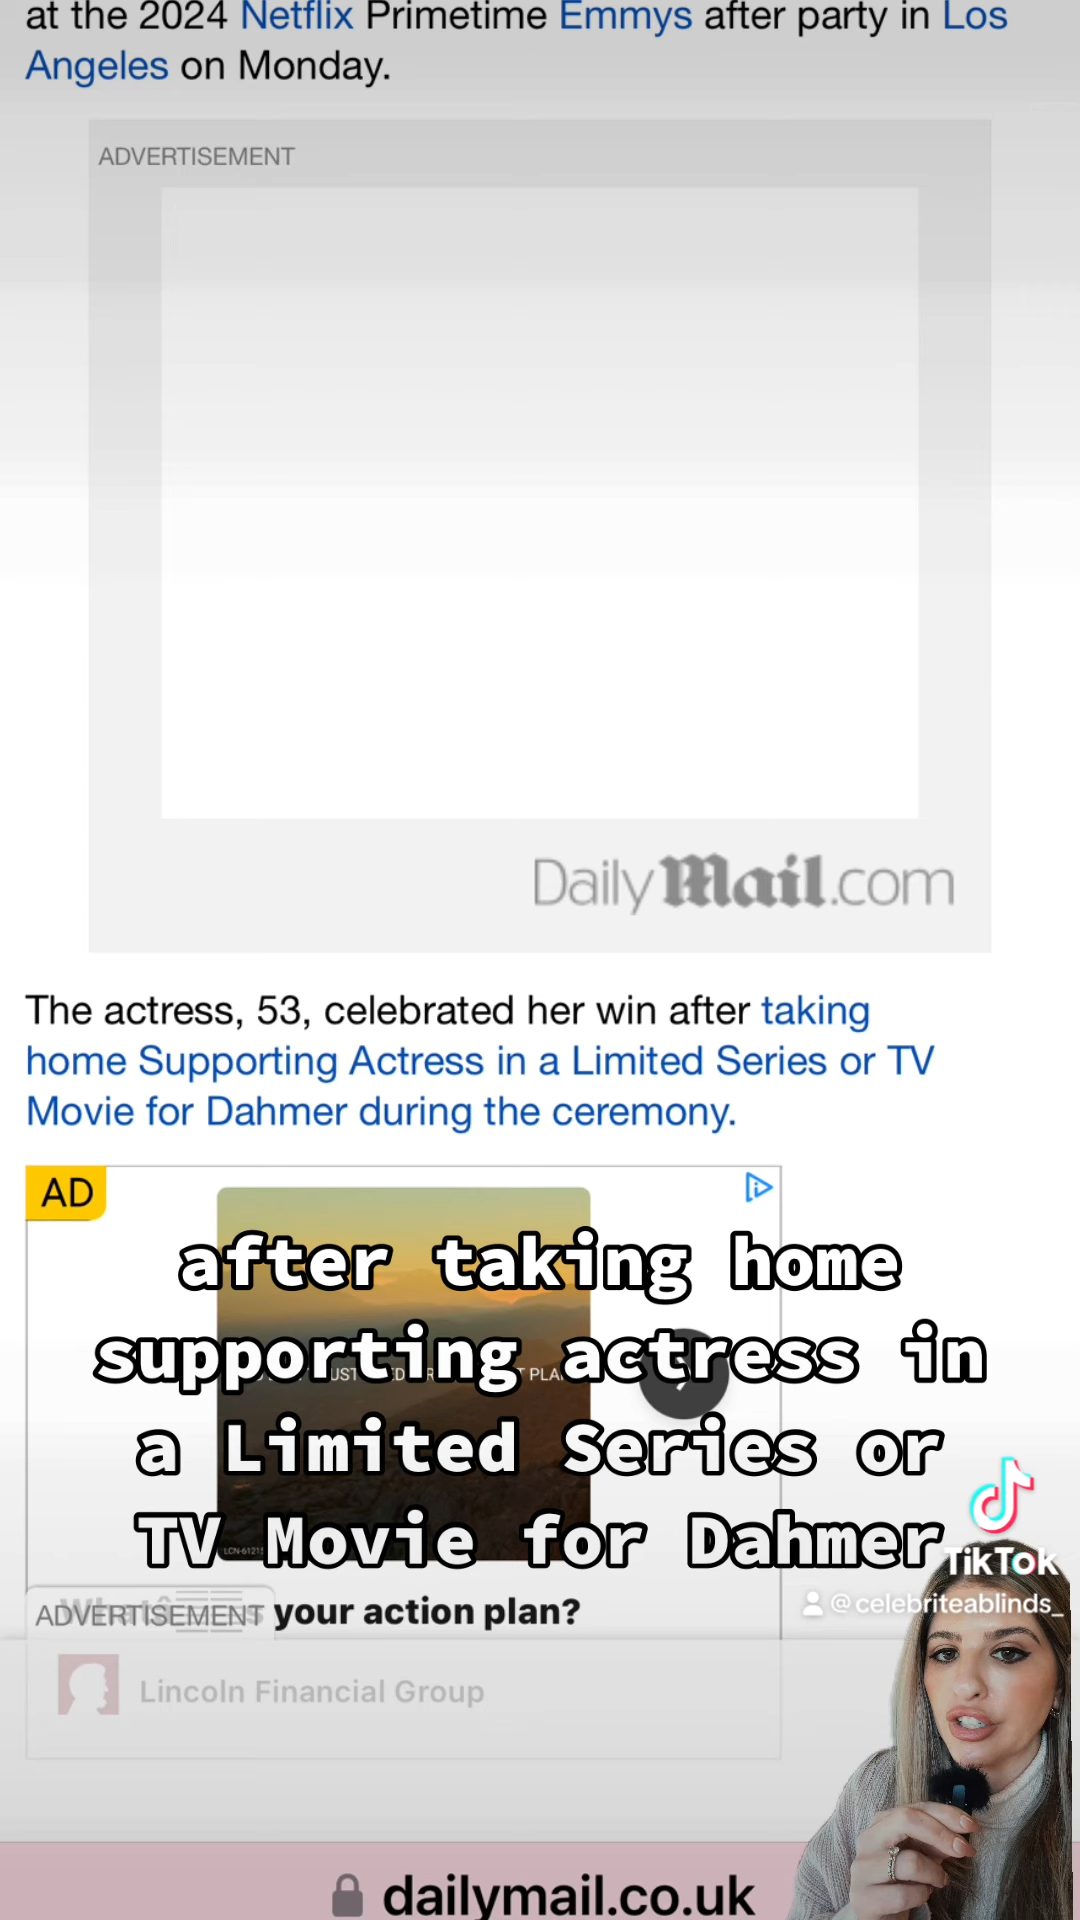 at the 2024 Netflix Primetime Emmys after party in Los
Angeles on Monday.
ADVERTISEMENT
Daily Mail.com
The actress, 53, celebrated her win after taking
home Supporting Actress in a Limited Series or TV
Movie for Dahmer during the ceremony.
AD
after taking home
supporting actress in
a Limited Series or
TV Movie for Dahmer
TikTok
@celebriteablinds_
ADVERTISEMENT
your action plan?
Lincoln Financial Group
dailymail.co.uk